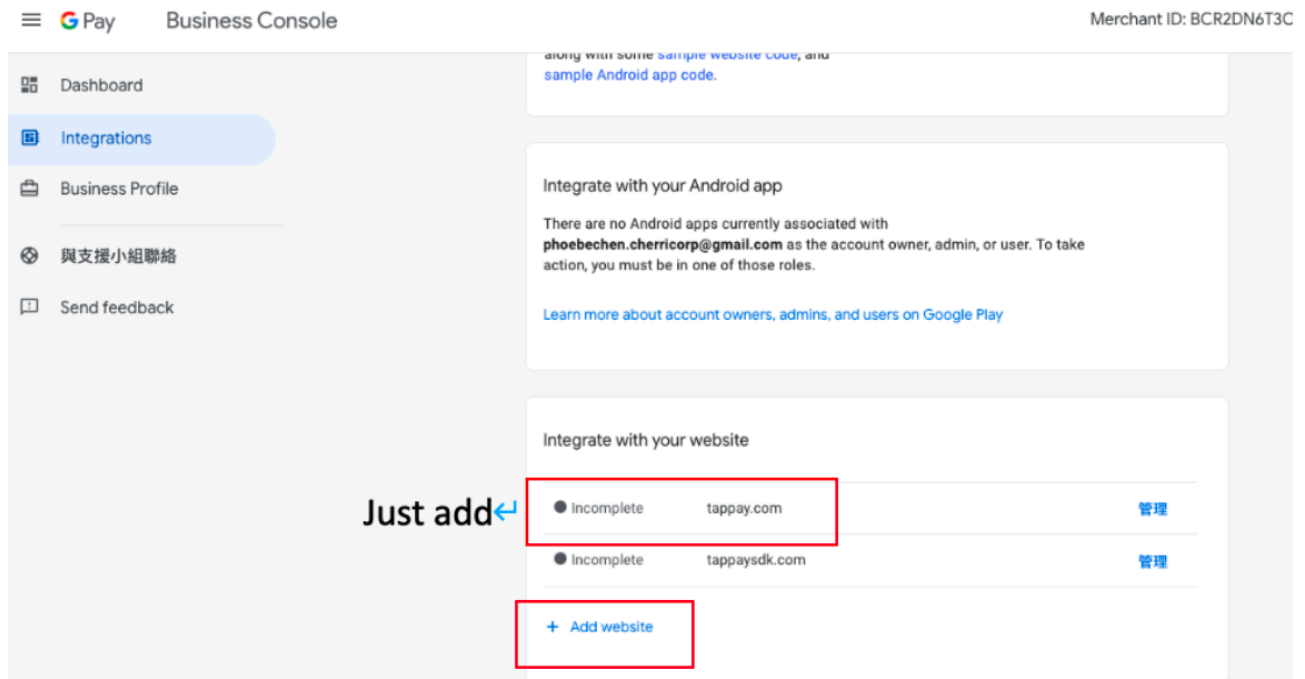 G Pay Business Console
Merchant ID: BCR2DN6T3C
Dashboard
Integrations
Business Profile
與支援小組聯絡
Send feedback
along with some sample website code, and
sample Android app code.
Integrate with your Android app
There are no Android apps currently associated with
phoebechen.cherricorp@gmail.com as the account owner, admin, or user. To take
action, you must be in one of those roles.
Learn more about account owners, admins, and users on Google Play
Integrate with your website
Just add↵
Incomplete tappay.com 管理
Incomplete tappaysdk.com 管理
+ Add website